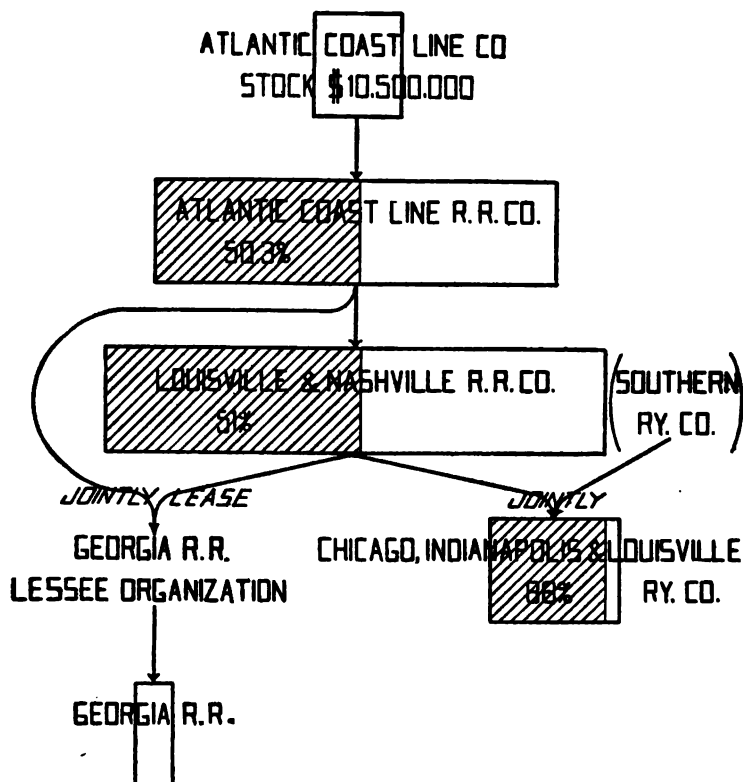 ATLANTIC COAST LINE CO
STOCK $10.500.000
ATLANTIC COAST LINE R.R.CO.
50.3%
LOUISVILLE & NASHVILLE R.R.CO.
51%
(SOUTHERN
RY. CO.)
JOINTLY LEASE
JOINTLY
GEORGIA R.R.
LESSEE ORGANIZATION
CHICAGO, INDIANAPOLIS & LOUISVILLE
RY. CO.
GEORGIA R.R.